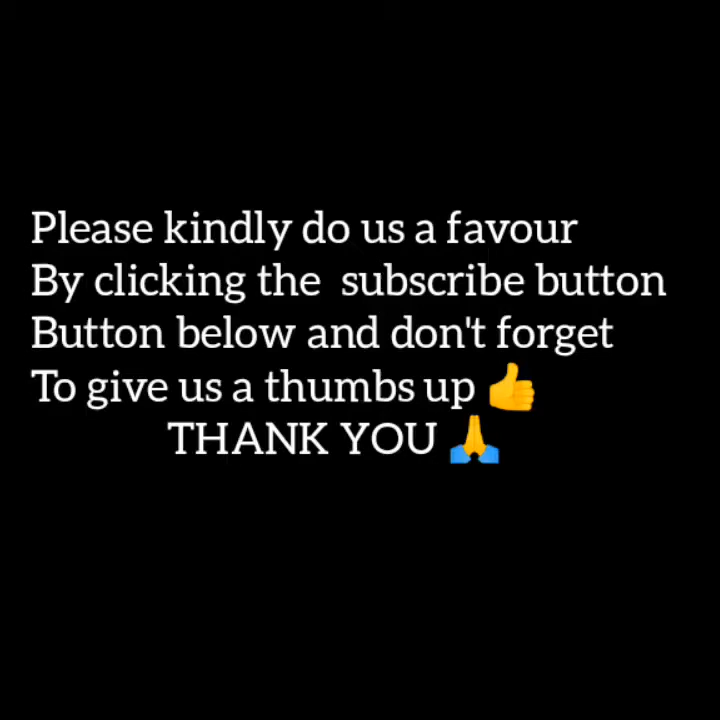 Please kindly do us a favour
By clicking the  subscribe button
Button below and don't forget
To give us a thumbs up 👍
THANK YOU 🙏